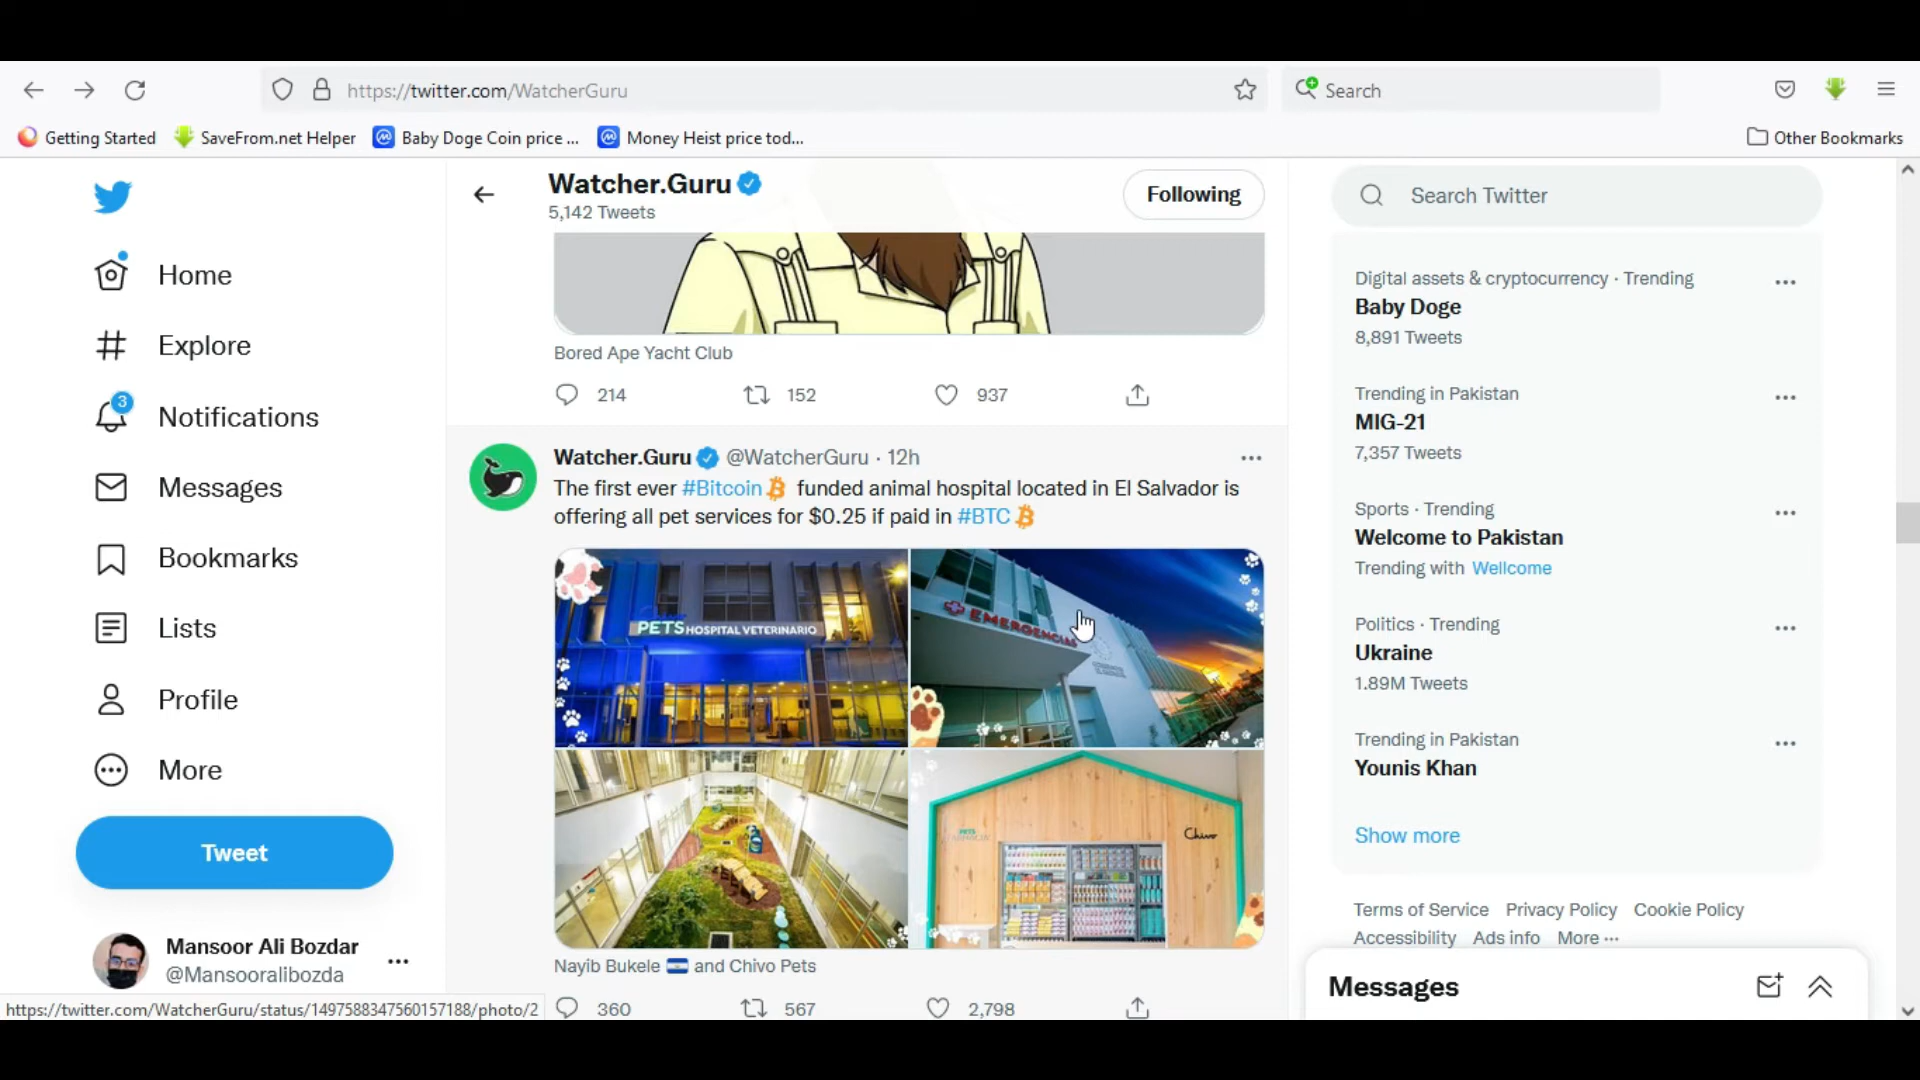 https://twitter.com/WatcherGuru
Search
Getting Started
SaveFrom.net Helper
Baby Doge Coin price ...
Money Heist price tod...
Other Bookmarks
Home
Explore
3
Notifications
Messages
Bookmarks
Lists
Profile
More
Tweet
Mansoor Ali Bozdar
@Mansooralibozda
https://twitter.com/WatcherGuru/status/1497588347560157188/photo/2
Watcher.Guru
5,142 Tweets
Following
Bored Ape Yacht Club
214 152 937
Watcher.Guru @WatcherGuru · 12h
The first ever #Bitcoin funded animal hospital located in El Salvador is
offering all pet services for $0.25 if paid in #BTC
PETS HOSPITAL VETERINARIO
EMERGENCIAS
PETS
Chivo
Nayib Bukele and Chivo Pets
360 567 2,798
Search Twitter
Digital assets & cryptocurrency · Trending
Baby Doge
8,891 Tweets
Trending in Pakistan
MIG-21
7,357 Tweets
Sports · Trending
Welcome to Pakistan
Trending with Wellcome
Politics · Trending
Ukraine
1.89M Tweets
Trending in Pakistan
Younis Khan
Show more
Terms of Service Privacy Policy Cookie Policy
Accessibility Ads info More ···
Messages